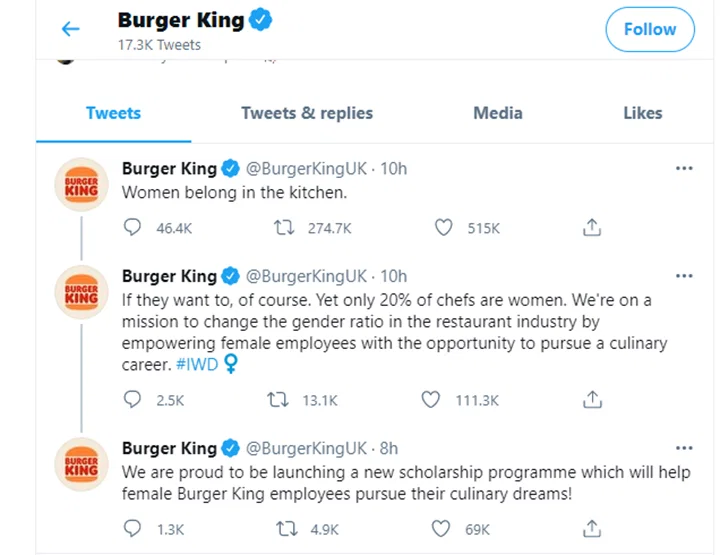 Burger King
17.3K Tweets
Follow
Tweets
Tweets & replies
Media
Likes
BURGER
KING
Burger King @BurgerKingUK · 10h
Women belong in the kitchen.
46.4K
274.7K
515K
BURGER
KING
Burger King @BurgerKingUK · 10h
If they want to, of course. Yet only 20% of chefs are women. We're on a
mission to change the gender ratio in the restaurant industry by
empowering female employees with the opportunity to pursue a culinary
career. #IWD
2.5K
13.1K
111.3K
BURGER
KING
Burger King @BurgerKingUK · 8h
We are proud to be launching a new scholarship programme which will help
female Burger King employees pursue their culinary dreams!
1.3K
4.9K
69K